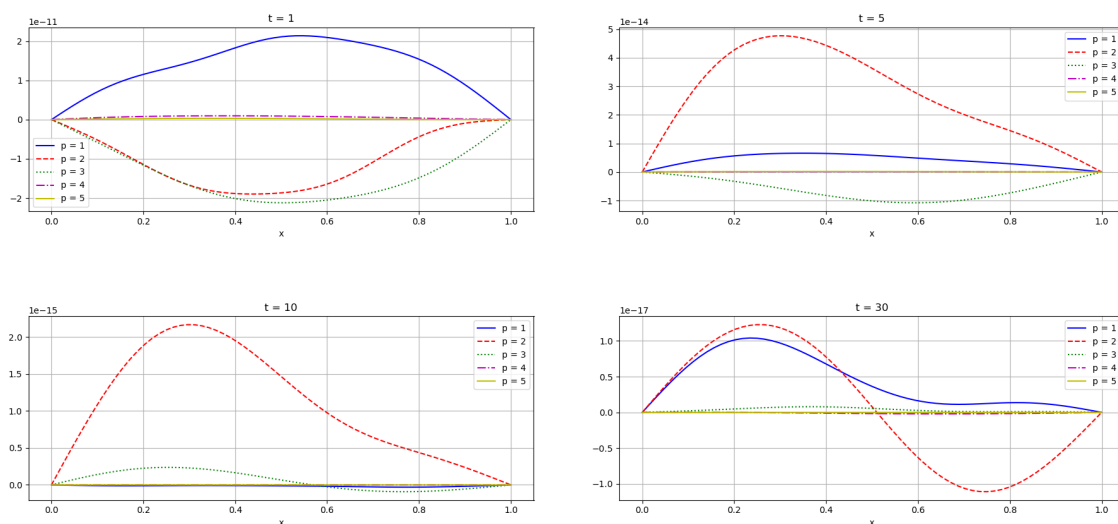 t = 1
1e−11
2
1
0
−1
−2
p = 1
p = 2
p = 3
p = 4
p = 5
0.0 0.2 0.4 0.6 0.8 1.0
x
t = 5
1e−14
5
4
3
2
1
0
−1
p = 1
p = 2
p = 3
p = 4
p = 5
0.0 0.2 0.4 0.6 0.8 1.0
x
t = 10
1e−15
2.0
1.5
1.0
0.5
0.0
p = 1
p = 2
p = 3
p = 4
p = 5
0.0 0.2 0.4 0.6 0.8 1.0
x
t = 30
1e−17
1.0
0.5
0.0
−0.5
−1.0
p = 1
p = 2
p = 3
p = 4
p = 5
0.0 0.2 0.4 0.6 0.8 1.0
x